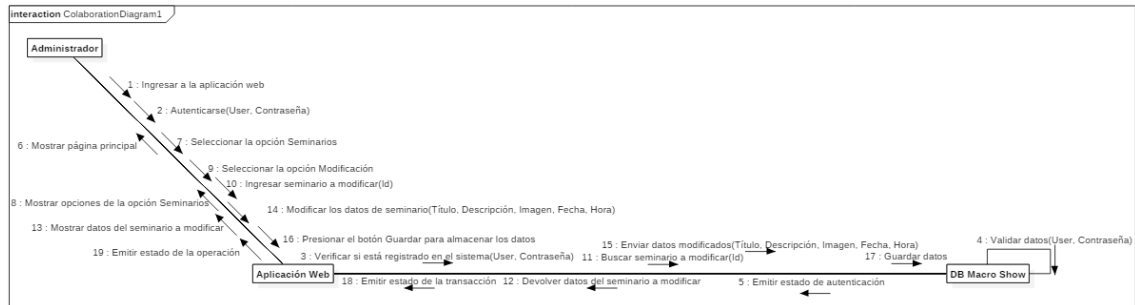 interaction ColaborationDiagram1
Administrador
1 : Ingresar a la aplicación web
2 : Autenticarse(User, Contraseña)
7 : Seleccionar la opción Seminarios
6 : Mostrar página principal
9 : Seleccionar la opción Modificación
10 : Ingresar seminario a modificar(Id)
8 : Mostrar opciones de la opción Seminarios
14 : Modificar los datos de seminario(Título, Descripción, Imagen, Fecha, Hora)
13 : Mostrar datos del seminario a modificar
16 : Presionar el botón Guardar para almacenar los datos
4 : Validar datos(User, Contraseña)
15 : Enviar datos modificados(Título, Descripción, Imagen, Fecha, Hora)
19 : Emitir estado de la operación
3 : Verificar si está registrado en el sistema(User, Contraseña)
11 : Buscar seminario a modificar(Id)
17 : Guardar datos
Aplicación Web
DB Macro Show
18 : Emitir estado de la transacción
12 : Devolver datos del seminario a modificar
5 : Emitir estado de autenticación